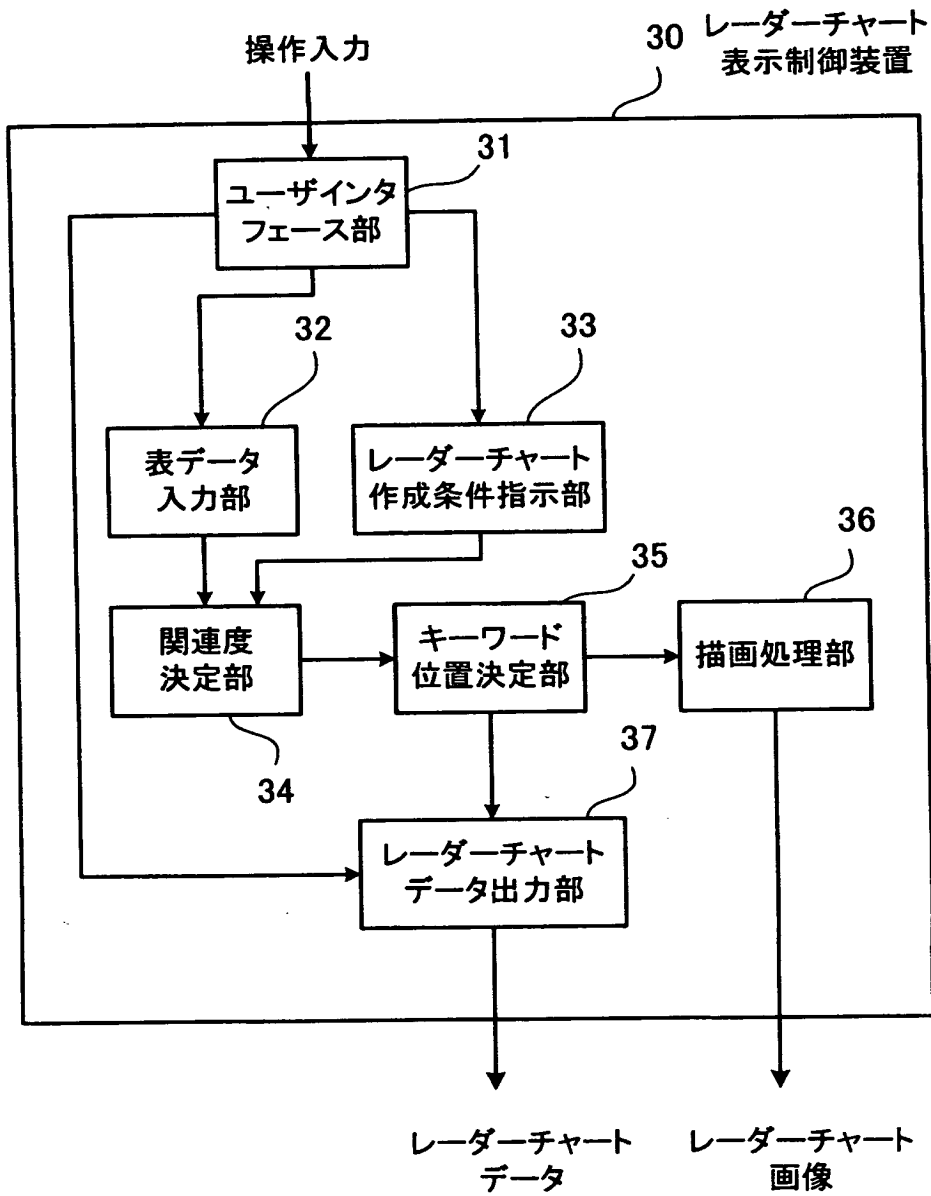 30
レーダーチャート
表示制御装置
操作入力
31
ユーザインタ
フェース部
32
33
表データ
入力部
レーダーチャート
作成条件指示部
35
36
関連度
決定部
キーワード
位置決定部
描画処理部
34
37
レーダーチャート
データ出力部
レーダーチャート
データ
レーダーチャート
画像